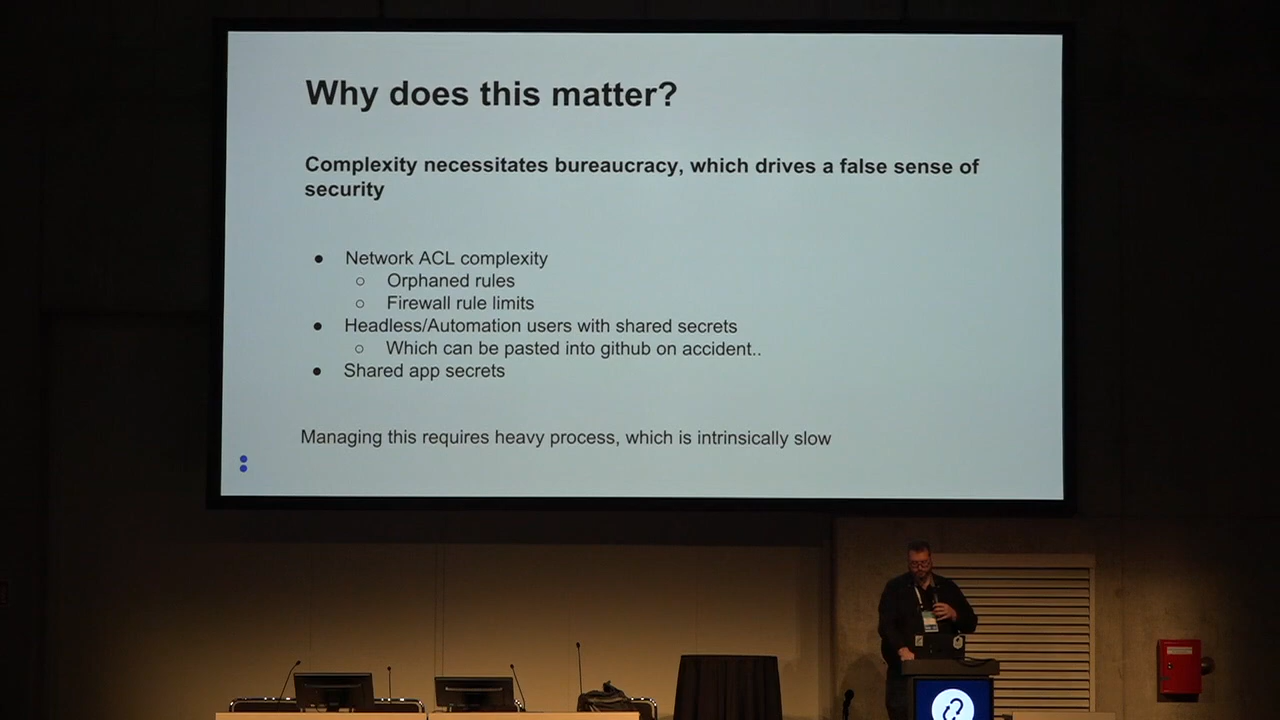 Why does this matter?
Complexity necessitates bureaucracy, which drives a false sense of
security
● Network ACL complexity
○ Orphaned rules
○ Firewall rule limits
● Headless/Automation users with shared secrets
○ Which can be pasted into github on accident..
● Shared app secrets
Managing this requires heavy process, which is intrinsically slow